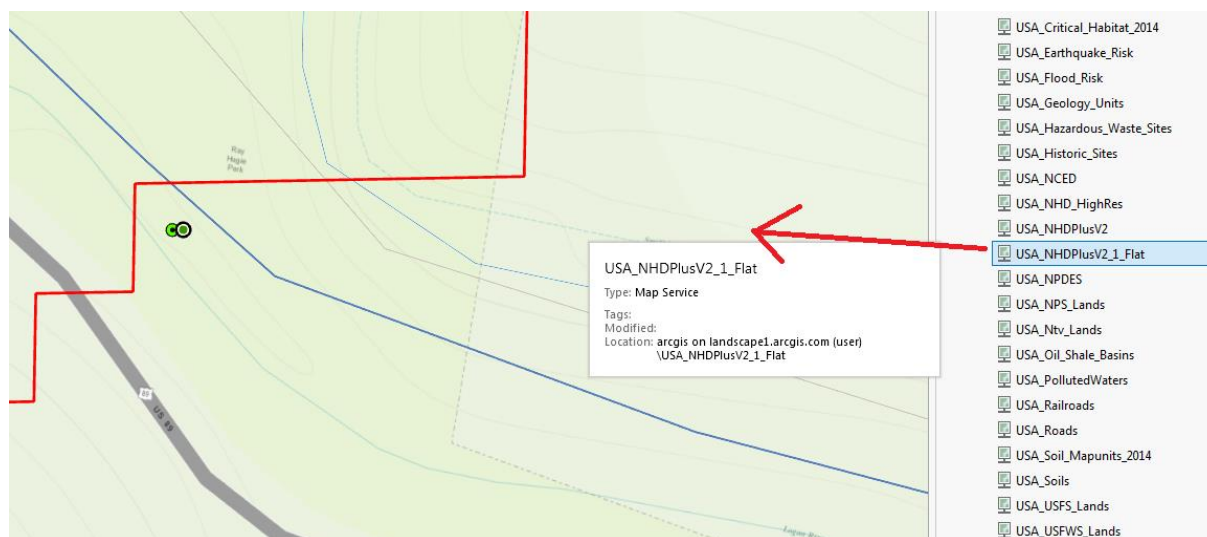 Ray
Hagar
Park
89
US 89
USA_NHDPlusV2_1_Flat
Type: Map Service
Tags:
Modified:
Location: arcgis on landscape1.arcgis.com (user)
\USA_NHDPlusV2_1_Flat
USA_Critical_Habitat_2014
USA_Earthquake_Risk
USA_Flood_Risk
USA_Geology_Units
USA_Hazardous_Waste_Sites
USA_Historic_Sites
USA_NCED
USA_NHD_HighRes
USA_NHDPlusV2
USA_NHDPlusV2_1_Flat
USA_NPDES
USA_NPS_Lands
USA_Ntv_Lands
USA_Oil_Shale_Basins
USA_PollutedWaters
USA_Railroads
USA_Roads
USA_Soil_Mapunits_2014
USA_Soils
USA_USFS_Lands
USA_USFWS_Lands